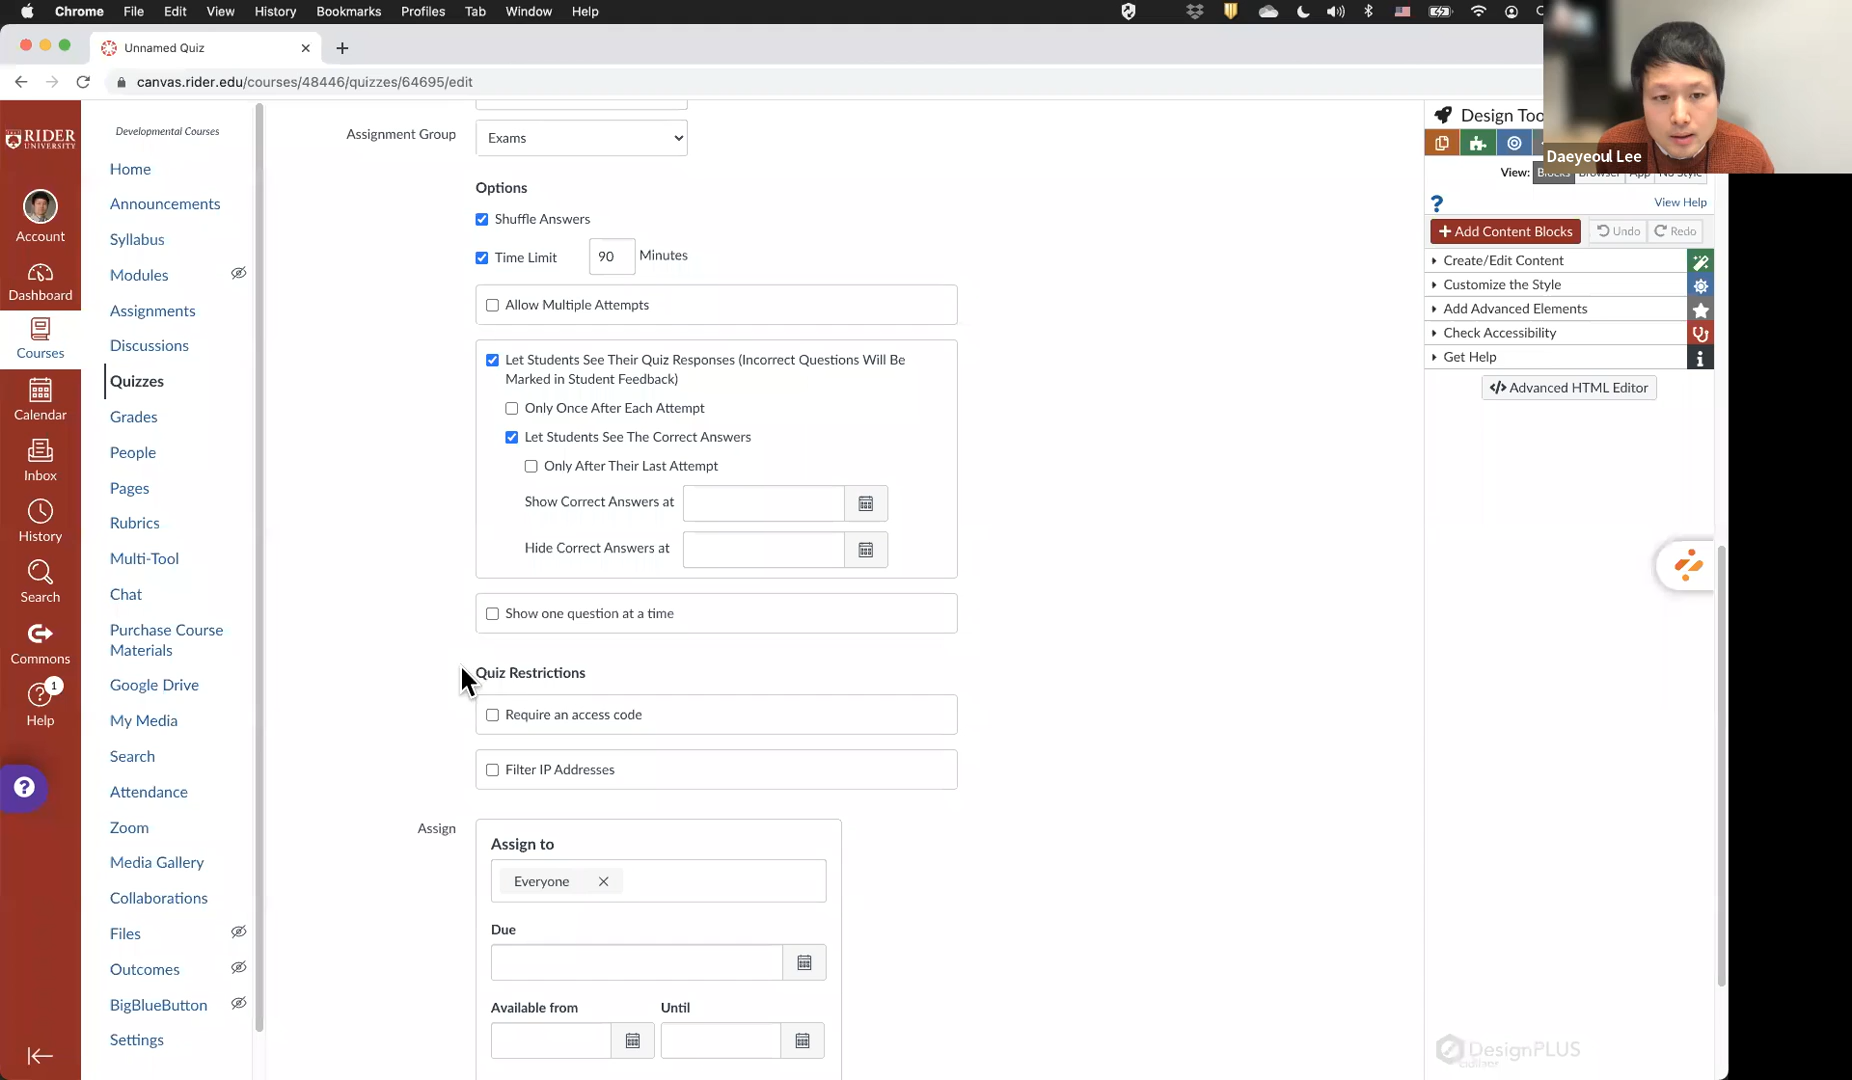 Chrome File Edit View History Bookmarks Profiles Tab Window Help
Unnamed Quiz
canvas.rider.edu/courses/48446/quizzes/64695/edit
Daeyeoul Lee
RIDER
UNIVERSITY
Account
Dashboard
Courses
Calendar
Inbox
History
Search
Commons
1
Help
Developmental Courses
Home
Announcements
Syllabus
Modules
Assignments
Discussions
Quizzes
Grades
People
Pages
Rubrics
Multi-Tool
Chat
Purchase Course
Materials
Google Drive
My Media
Search
Attendance
Zoom
Media Gallery
Collaborations
Files
Outcomes
BigBlueButton
Settings
Assignment Group Exams
Options
Shuffle Answers
Time Limit 90 Minutes
Allow Multiple Attempts
Let Students See Their Quiz Responses (Incorrect Questions Will Be
Marked in Student Feedback)
Only Once After Each Attempt
Let Students See The Correct Answers
Only After Their Last Attempt
Show Correct Answers at
Hide Correct Answers at
Show one question at a time
Quiz Restrictions
Require an access code
Filter IP Addresses
Assign
Assign to
Everyone
Due
Available from Until
Design Too
View: Blocks Browser App No Style
? View Help
+ Add Content Blocks Undo Redo
Create/Edit Content
Customize the Style
Add Advanced Elements
Check Accessibility
Get Help
</> Advanced HTML Editor
DesignPLUS